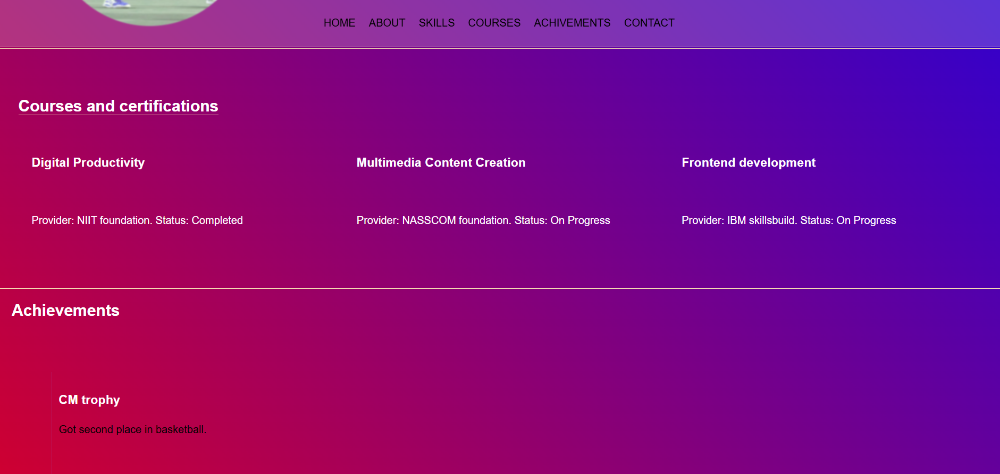 HOME ABOUT SKILLS COURSES ACHIVEMENTS CONTACT
Courses and certifications
Digital Productivity
Multimedia Content Creation
Frontend development
Provider: NIIT foundation. Status: Completed
Provider: NASSCOM foundation. Status: On Progress
Provider: IBM skillsbuild. Status: On Progress
Achievements
CM trophy
Got second place in basketball.